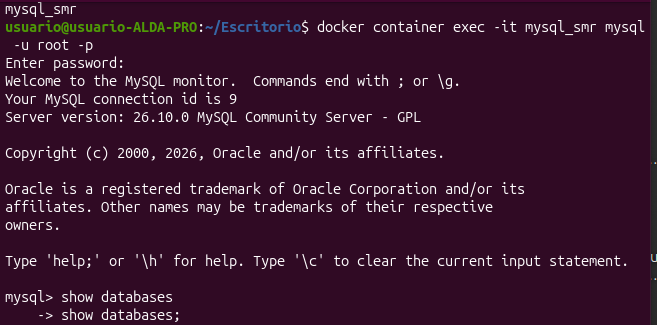 mysql_smr
usuario@usuario-ALDA-PRO:~/Escritorio$ docker container exec -it mysql_smr mysql
 -u root -p
Enter password:
Welcome to the MySQL monitor.  Commands end with ; or \g.
Your MySQL connection id is 9
Server version: 26.10.0 MySQL Community Server - GPL

Copyright (c) 2000, 2026, Oracle and/or its affiliates.

Oracle is a registered trademark of Oracle Corporation and/or its
affiliates. Other names may be trademarks of their respective
owners.

Type 'help;' or '\h' for help. Type '\c' to clear the current input statement.

mysql> show databases
    -> show databases;